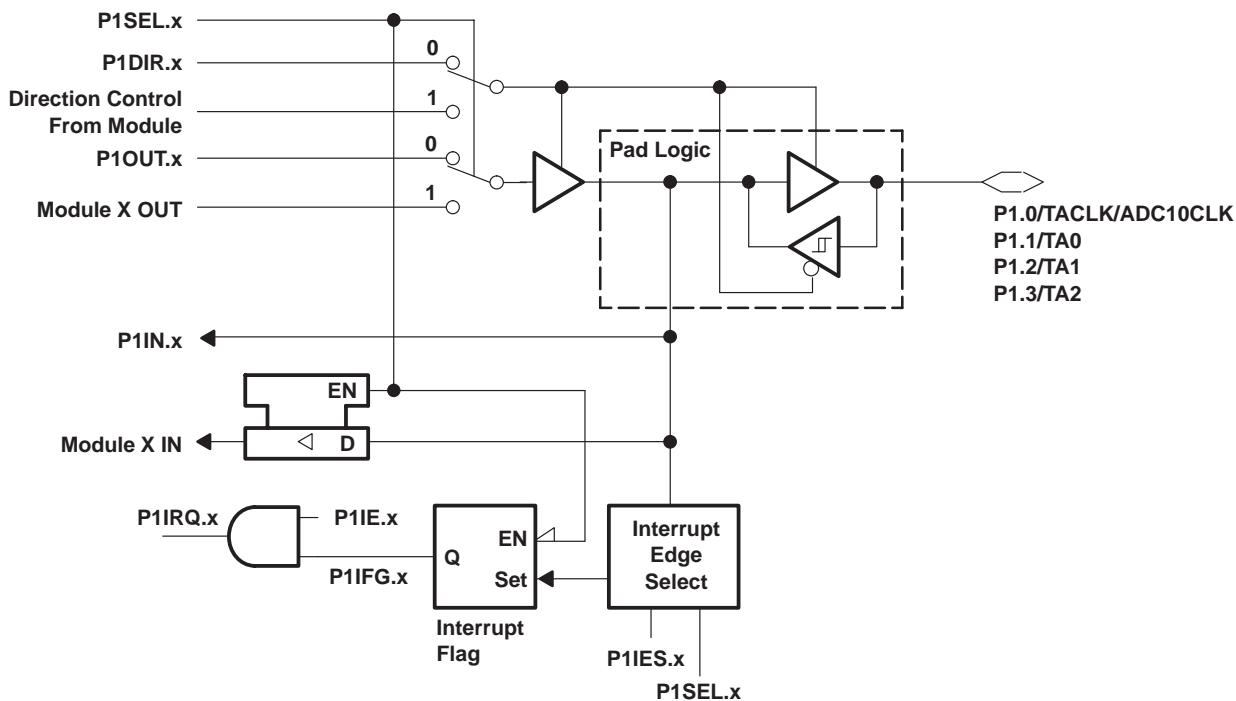 P1SEL.x
0
P1DIR.x
Direction Control
From Module
1
0
P1OUT.x
Pad Logic
1
Module X OUT
P1.0/TACLK/ADC10CLK
P1.1/TA0
P1.2/TA1
P1.3/TA2
P1IN.x
EN
Module X IN
D
P1IRQ.x
P1IE.x
P1IFG.x
EN
Q
Set
Interrupt
Flag
Interrupt
Edge
Select
P1IES.x
P1SEL.x